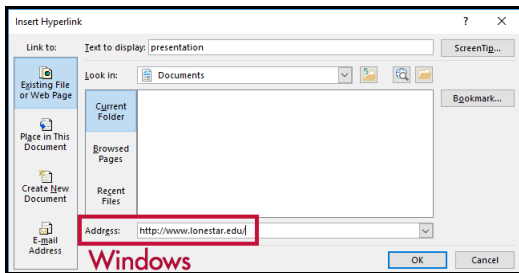 Insert Hyperlink ? ×
Link to: Text to display: presentation ScreenTip...
Existing File or Web Page
Look in: Documents
Bookmark...
Current Folder
Place in This Document
Browsed Pages
Create New Document
Recent Files
Address: http://www.lonestar.edu/
E-mail Address
Windows
OK Cancel